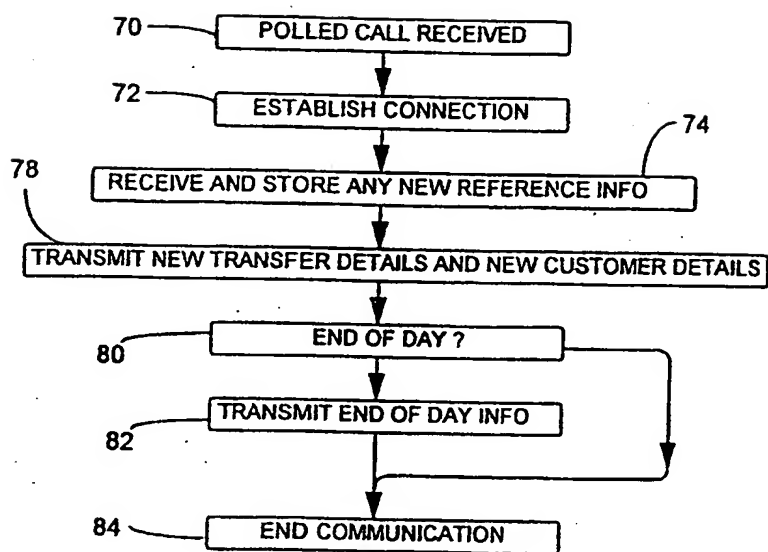 70
POLLED CALL RECEIVED
72
ESTABLISH CONNECTION
74
78
RECEIVE AND STORE ANY NEW REFERENCE INFO
TRANSMIT NEW TRANSFER DETAILS AND NEW CUSTOMER DETAILS
80
END OF DAY ?
82
TRANSMIT END OF DAY INFO
84
END COMMUNICATION